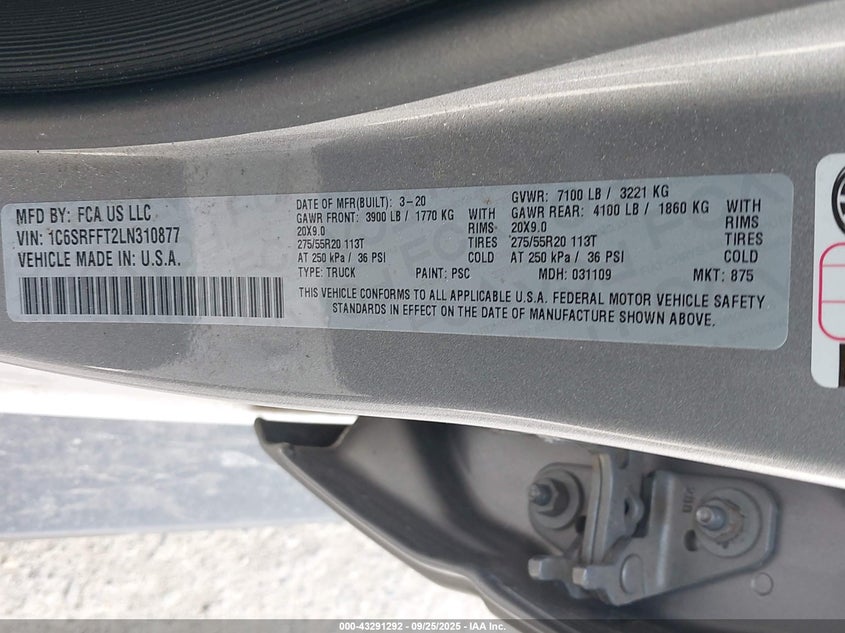 MFD BY: FCA US LLC
VIN: 1C6SRFFT2LN310877
VEHICLE MADE IN: U.S.A.
DATE OF MFR(BUILT): 3-20 GVWR: 7100 LB / 3221 KG
GAWR FRONT: 3900 LB / 1770 KG WITH GAWR REAR: 4100 LB / 1860 KG WITH
20X9.0 RIMS 20X9.0 RIMS
275/55R20 113T TIRES 275/55R20 113T TIRES
AT 250 kPa / 36 PSI COLD AT 250 kPa / 36 PSI COLD
TYPE: TRUCK PAINT: PSC MDH: 031109 MKT: 875
THIS VEHICLE CONFORMS TO ALL APPLICABLE U.S.A. FEDERAL MOTOR VEHICLE SAFETY
STANDARDS IN EFFECT ON THE DATE OF MANUFACTURE SHOWN ABOVE.
000-43291292 - 09/25/2025 - IAA Inc.